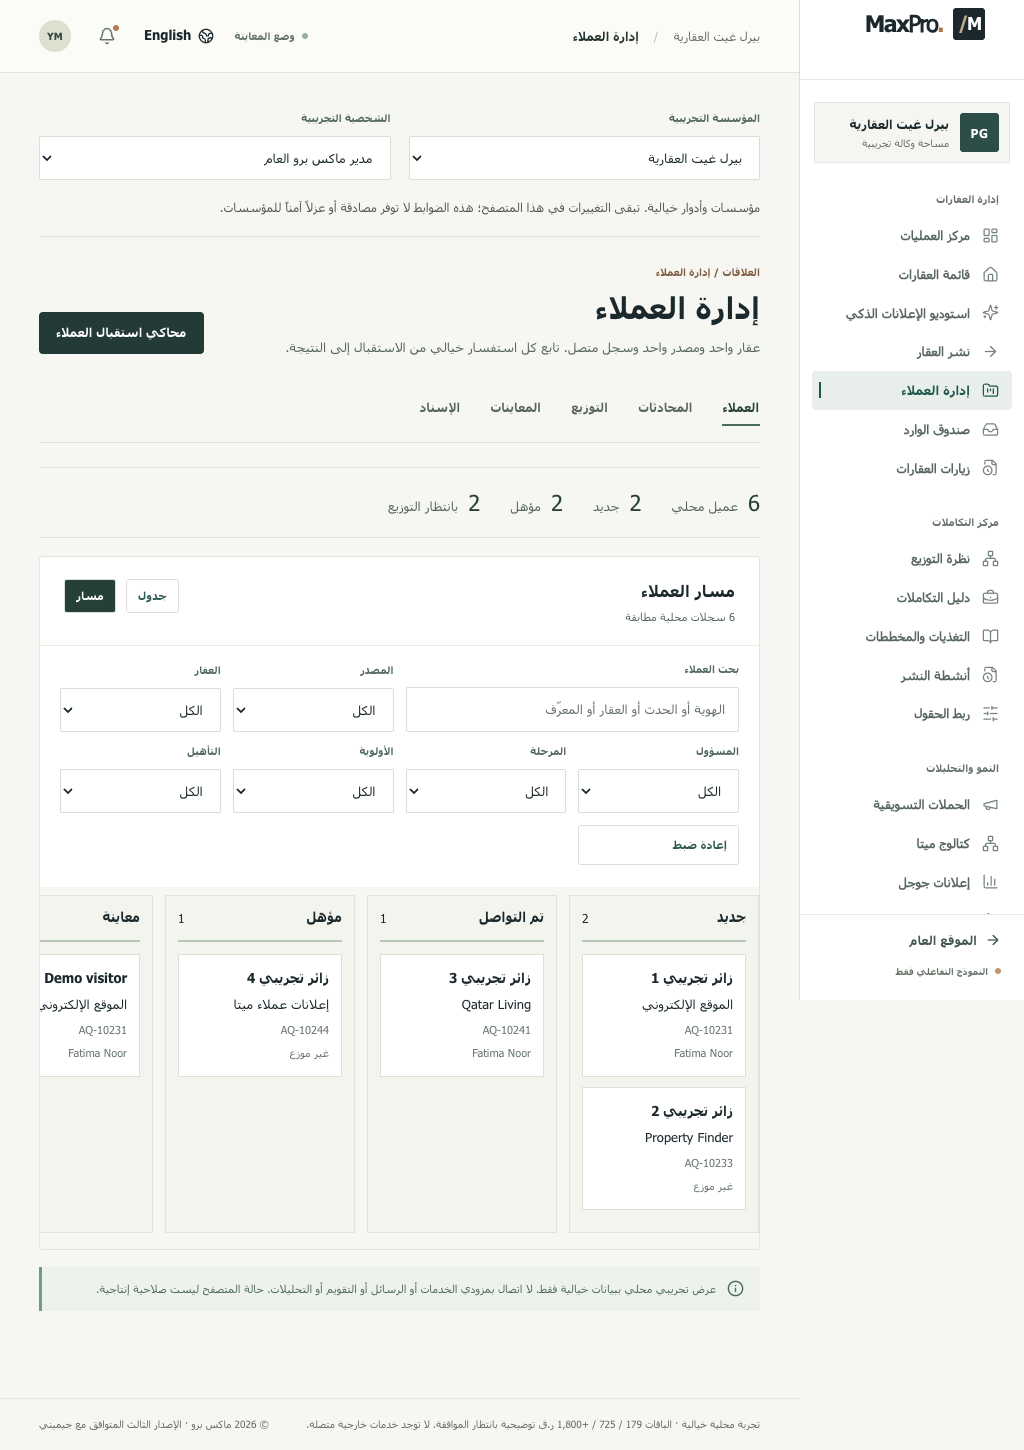 MaxPro.
/M
PG
بيرل غيت العقارية
مساحة وكالة تجريبية
إدارة العقارات
مركز العمليات
قائمة العقارات
استوديو الإعلانات الذكي
نشر العقار
إدارة العملاء
صندوق الوارد
زيارات العقارات
مركز التكاملات
نظرة التوزيع
دليل التكاملات
التغذيات والمخططات
أنشطة النشر
ربط الحقول
النمو والتحليلات
الحملات التسويقية
كتالوج ميتا
إعلانات جوجل
الموقع العام
النموذج التفاعلي فقط
بيرل غيت العقارية / إدارة العملاء
وضع المعاينة
English
YM
المؤسسة التجريبية
الشخصية التجريبية
بيرل غيت العقارية
مدير ماكس برو العام
مؤسسات وأدوار خيالية. تبقى التغييرات في هذا المتصفح؛ هذه الضوابط لا توفر مصادقة أو عزلاً آمناً للمؤسسات.
العلاقات / إدارة العملاء
إدارة العملاء
عقار واحد ومصدر واحد وسجل متصل. تابع كل استفسار خيالي من الاستقبال إلى النتيجة.
محاكي استقبال العملاء
العملاء
المحادثات
التوزيع
المعاينات
الإسناد
6 عميل محلي
2 جديد
2 مؤهل
2 بانتظار التوزيع
مسار العملاء
6 سجلات محلية مطابقة
جدول
مسار
بحث العملاء
المصدر
العقار
الهوية أو الحدث أو العقار أو المعرّف
الكل
الكل
المسؤول
المرحلة
الأولوية
التأهيل
الكل
الكل
الكل
الكل
إعادة ضبط
جديد
2
زائر تجريبي 1
الموقع الإلكتروني
AQ-10231
Fatima Noor
زائر تجريبي 2
Property Finder
AQ-10233
غير موزع
تم التواصل
1
زائر تجريبي 3
Qatar Living
AQ-10241
Fatima Noor
مؤهل
1
زائر تجريبي 4
إعلانات عملاء ميتا
AQ-10244
غير موزع
معاينة
Demo visitor
الموقع الإلكتروني
AQ-10231
Fatima Noor
عرض تجريبي محلي ببيانات خيالية فقط. لا اتصال بمزودي الخدمات أو الرسائل أو التقويم أو التحليلات. حالة المتصفح ليست صلاحية إنتاجية.
تجربة محلية خيالية · الباقات 179 / 725 / +1,800 ر.ق توضيحية بانتظار الموافقة. لا توجد خدمات خارجية متصلة.
© 2026 ماكس برو · الإصدار الثالث المتوافق مع جيميني